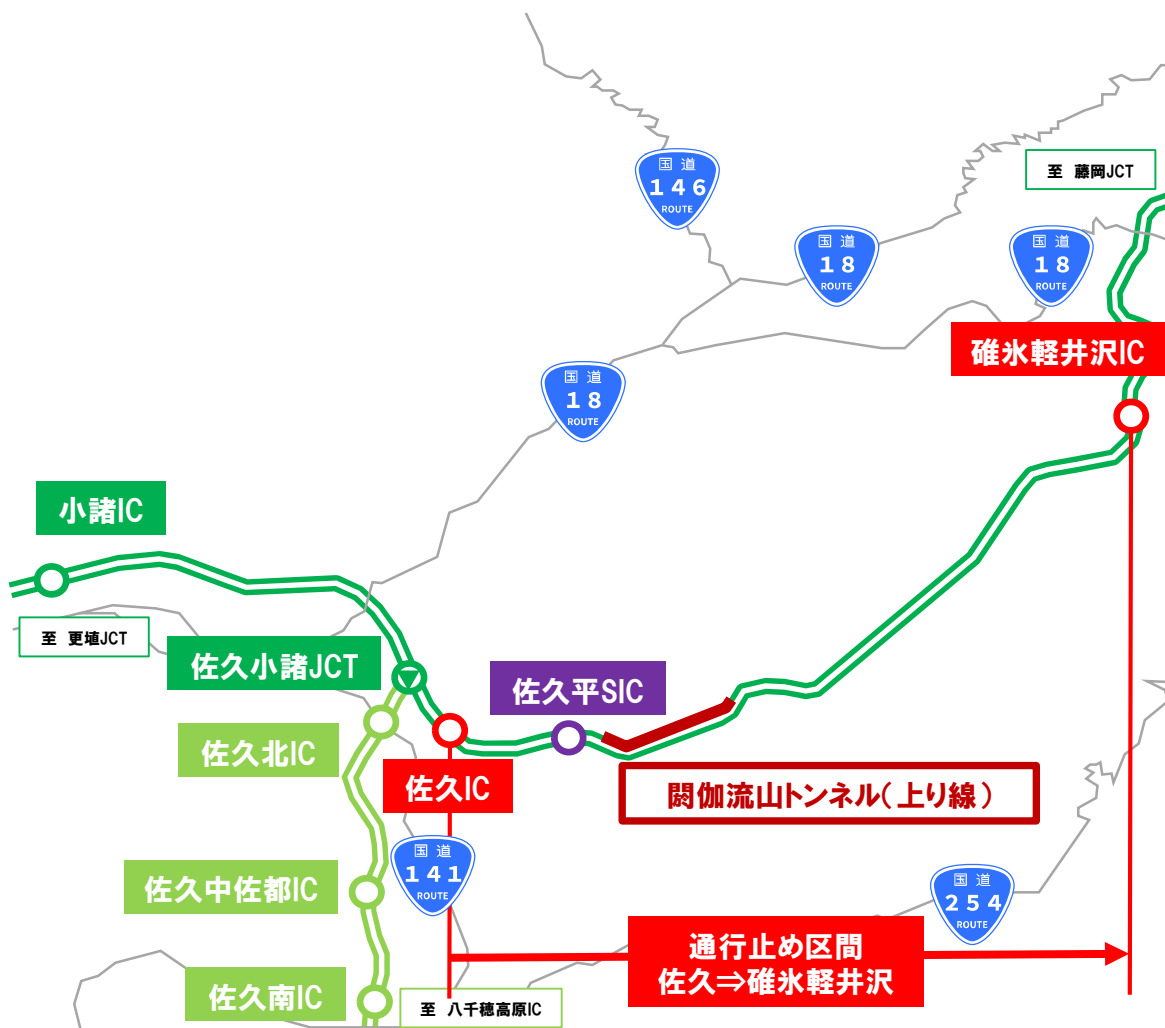 国道
146
ROUTE
至 藤岡JCT
国道
18
ROUTE
国道
18
ROUTE
碓氷軽井沢IC
国道
18
ROUTE
小諸IC
至 更埴JCT
佐久小諸JCT
佐久平SIC
佐久北IC
佐久IC
閼伽流山トンネル(上り線)
国道
141
ROUTE
佐久中佐都IC
国道
254
ROUTE
通行止め区間
佐久⇒碓氷軽井沢
佐久南IC
至 八千穂高原IC